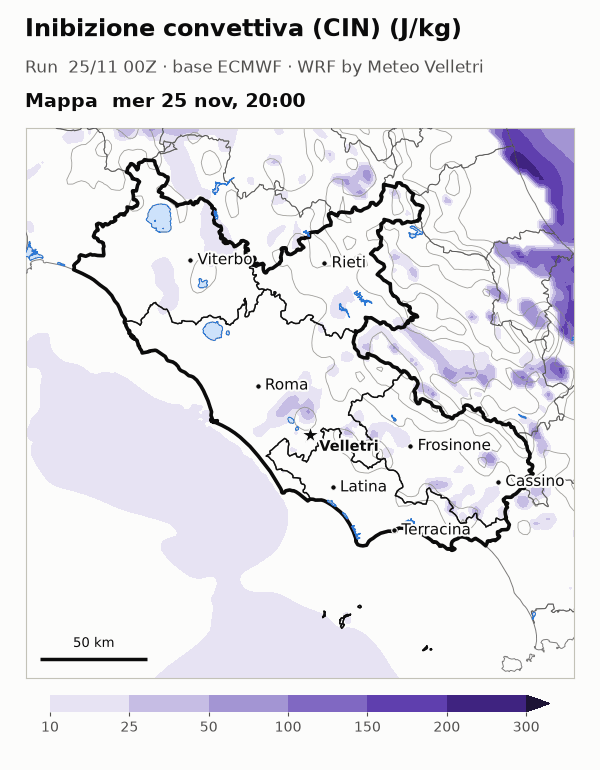 Inibizione convettiva (CIN) (J/kg)
Run  25/11 00Z · base ECMWF · WRF by Meteo Velletri
Mappa  mer 25 nov, 20:00
Viterbo
Rieti
Roma
Velletri
Frosinone
Cassino
Latina
Terracina
50 km
10 25 50 100 150 200 300